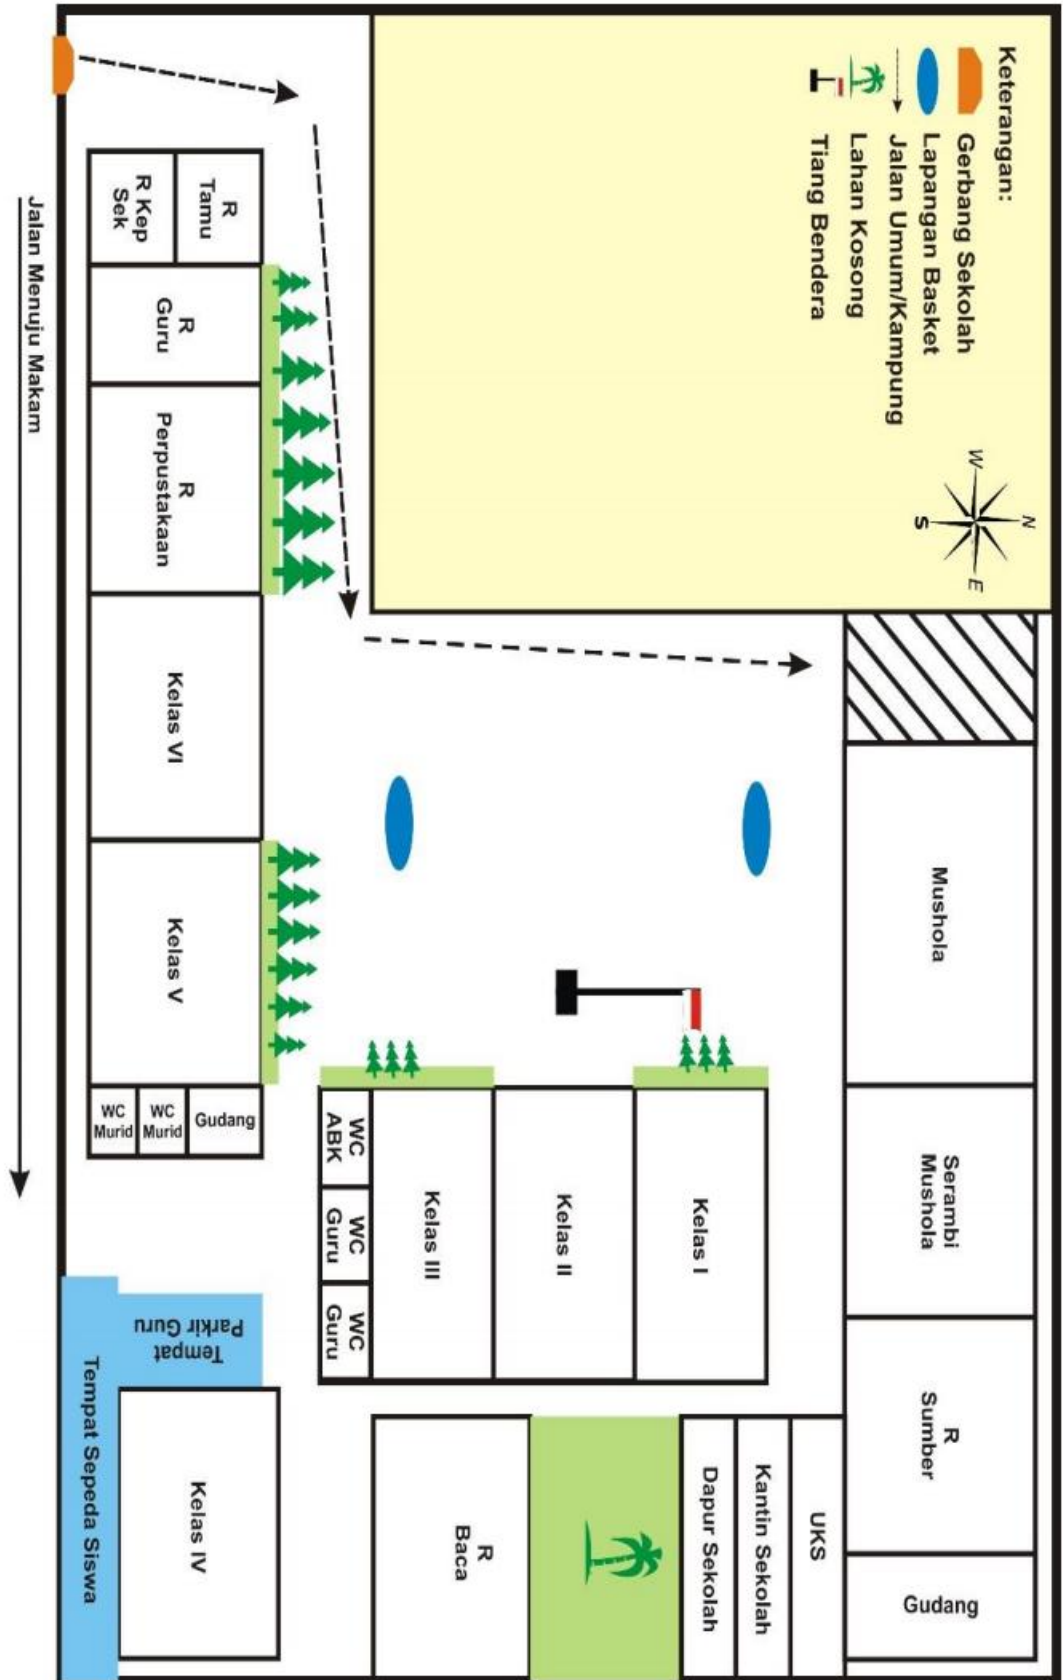 Keterangan:
Gerbang Sekolah
Lapangan Basket
Jalan Umum/Kampung
Lahan Kosong
Tiang Bendera
N
W
E
S
Mushola
Serambi
Mushola
R
Sumber
Gudang
UKS
Kantin Sekolah
Dapur Sekolah
Kelas I
Kelas II
Kelas III
WC
ABK
WC
Guru
WC
Guru
R
Baca
R
Tamu
R Kep
Sek
R
Guru
R
Perpustakaan
Kelas VI
Kelas V
Gudang
WC
Murid
WC
Murid
Tempat
Parkir Guru
Kelas IV
Tempat Sepeda Siswa
Jalan Menuju Makam